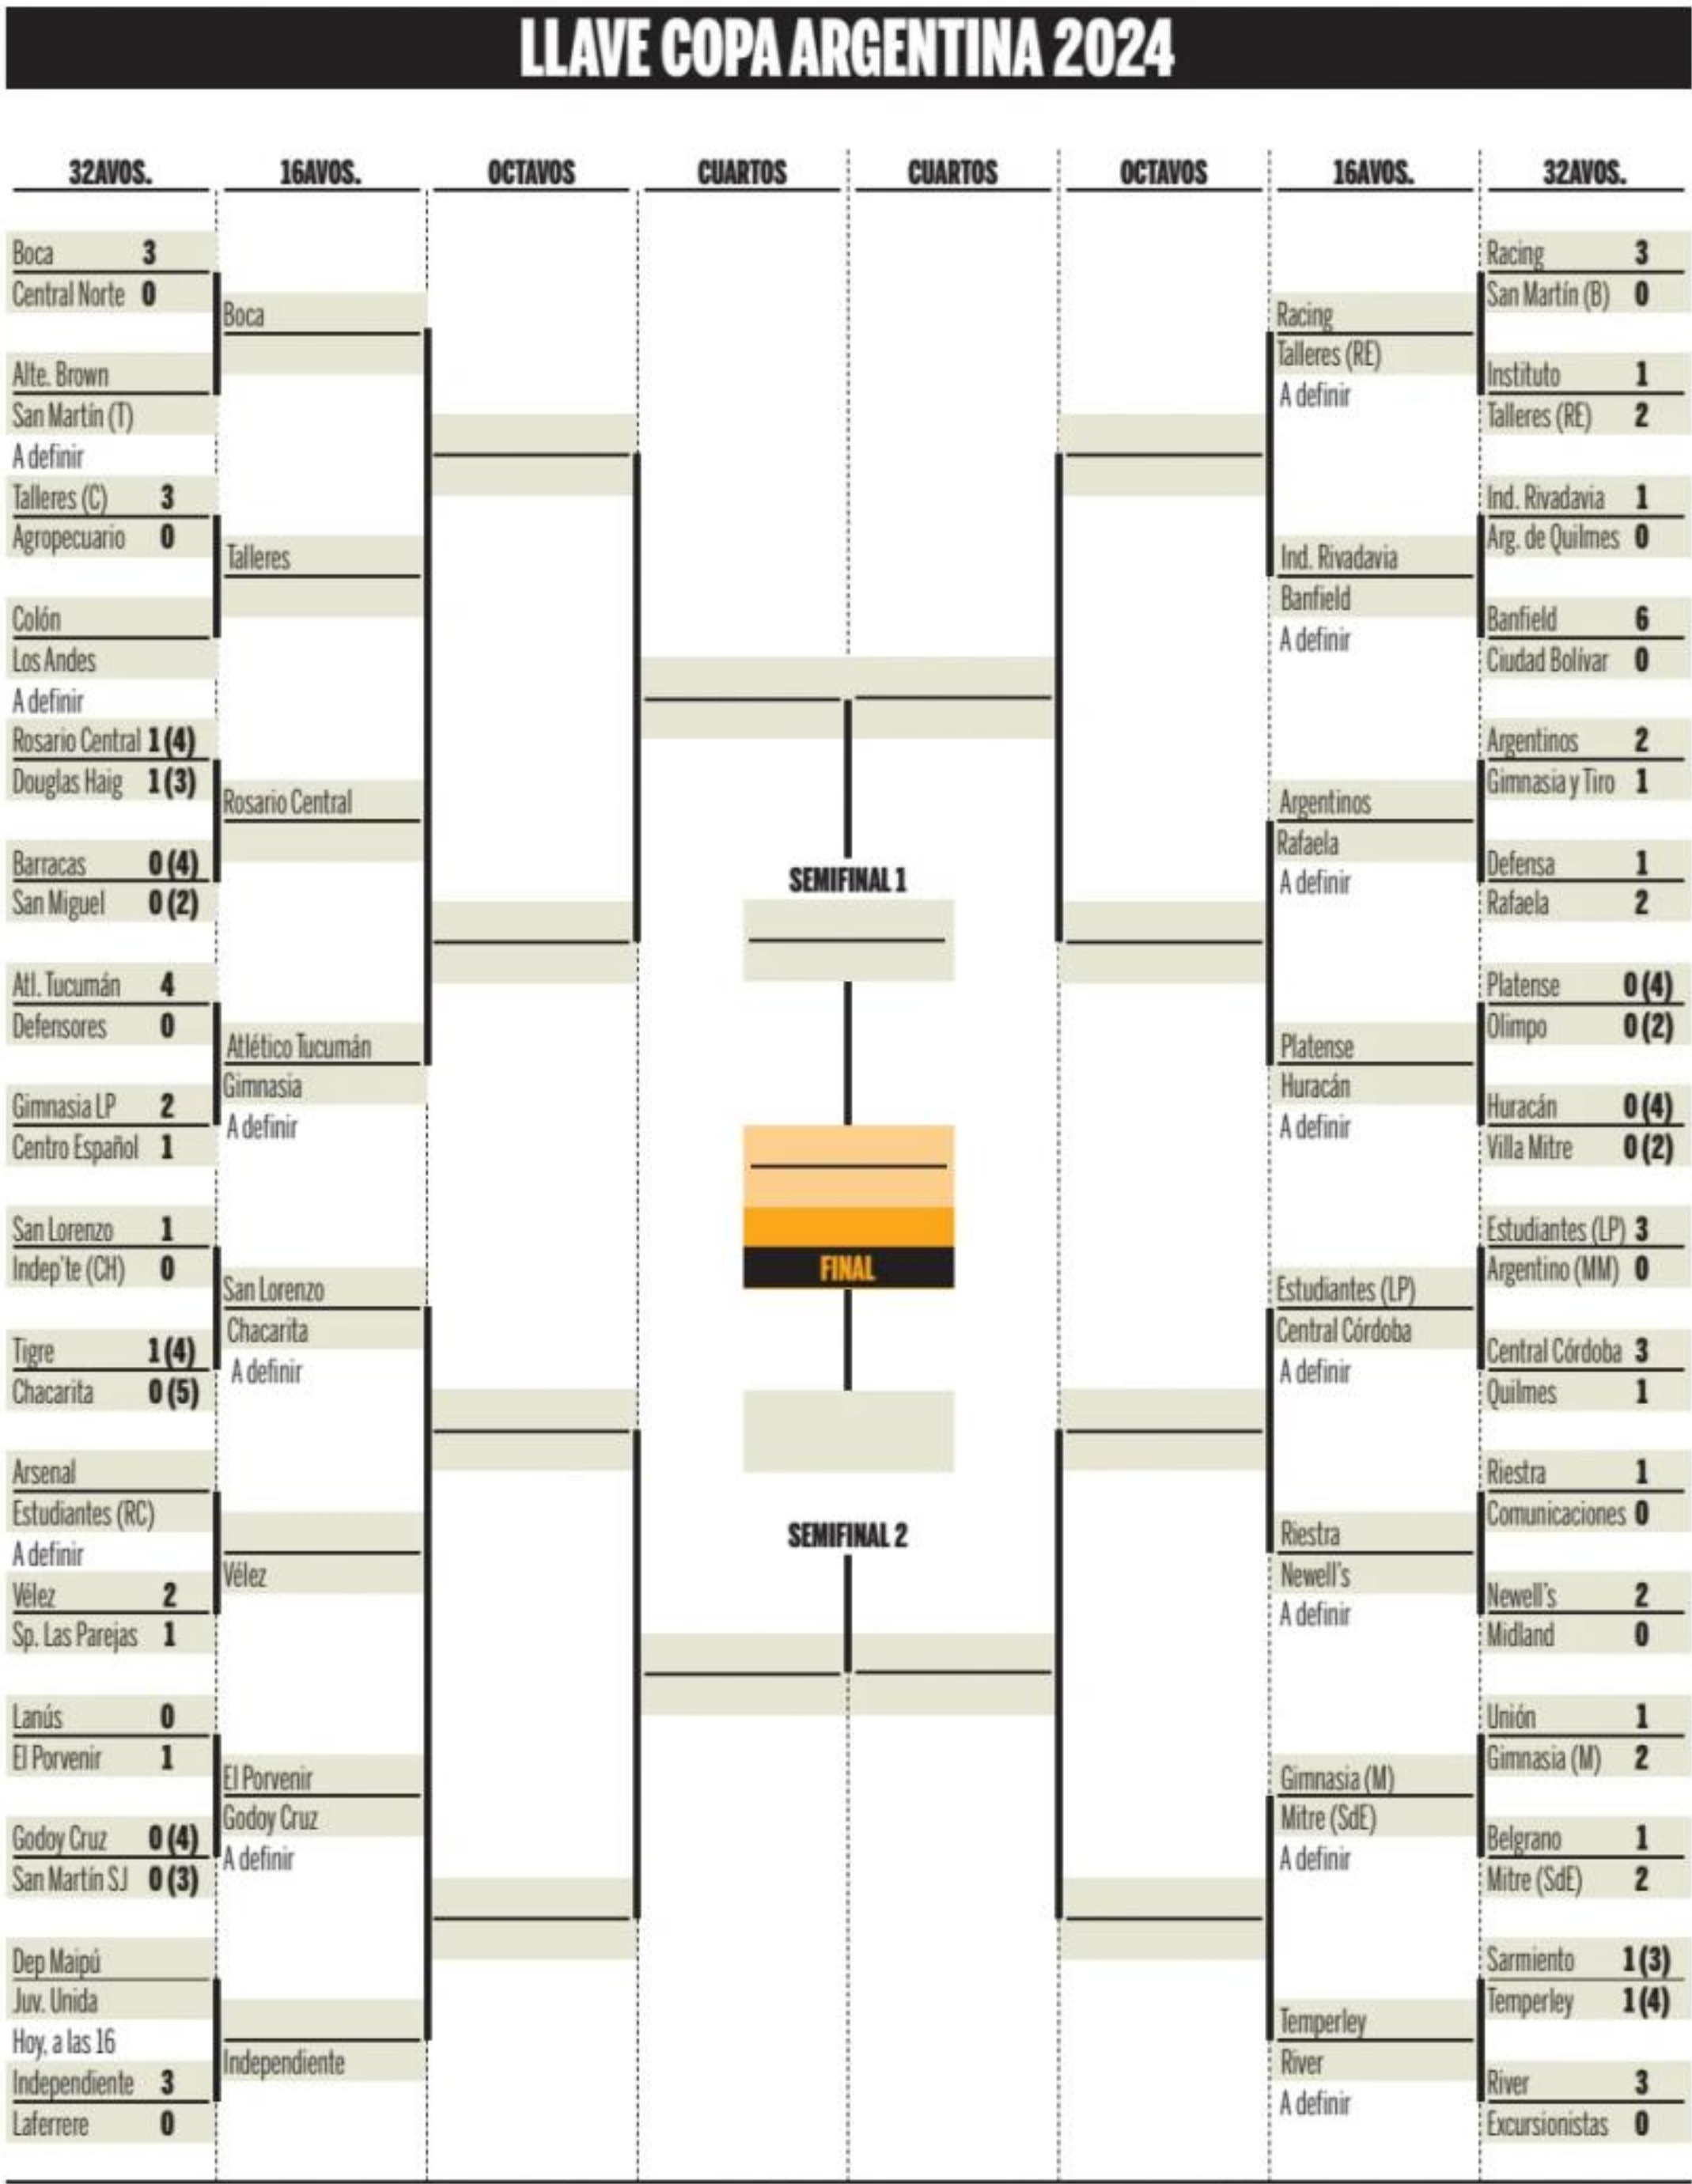 LLAVE COPA ARGENTINA 2024
32AVOS.
16AVOS.
OCTAVOS
CUARTOS
CUARTOS
OCTAVOS
16AVOS.
32AVOS.
Boca 3
Central Norte 0
Alte. Brown
San Martín (T)
A definir
Talleres (C) 3
Agropecuario 0
Colón
Los Andes
A definir
Rosario Central 1 (4)
Douglas Haig 1 (3)
Barracas 0 (4)
San Miguel 0 (2)
Atl. Tucumán 4
Defensores 0
Gimnasia LP 2
Centro Español 1
San Lorenzo 1
Indep'te (CH) 0
Tigre 1 (4)
Chacarita 0 (5)
Arsenal
Estudiantes (RC)
A definir
Vélez 2
Sp. Las Parejas 1
Lanús 0
El Porvenir 1
Godoy Cruz 0 (4)
San Martín SJ 0 (3)
Dep Maipú
Juv. Unida
Hoy, a las 16
Independiente 3
Laferrere 0
Boca
Talleres
Rosario Central
Atlético Tucumán
Gimnasia
A definir
San Lorenzo
Chacarita
A definir
Vélez
El Porvenir
Godoy Cruz
A definir
Independiente
SEMIFINAL 1
FINAL
SEMIFINAL 2
Racing
Talleres (RE)
A definir
Ind. Rivadavia
Banfield
A definir
Argentinos
Rafaela
A definir
Platense
Huracán
A definir
Estudiantes (LP)
Central Córdoba
A definir
Riestra
Newell's
A definir
Gimnasia (M)
Mitre (SdE)
A definir
Temperley
River
A definir
Racing 3
San Martín (B) 0
Instituto 1
Talleres (RE) 2
Ind. Rivadavia 1
Arg. de Quilmes 0
Banfield 6
Ciudad Bolívar 0
Argentinos 2
Gimnasia y Tiro 1
Defensa 1
Rafaela 2
Platense 0 (4)
Olimpo 0 (2)
Huracán 0 (4)
Villa Mitre 0 (2)
Estudiantes (LP) 3
Argentino (MM) 0
Central Córdoba 3
Quilmes 1
Riestra 1
Comunicaciones 0
Newell's 2
Midland 0
Unión 1
Gimnasia (M) 2
Belgrano 1
Mitre (SdE) 2
Sarmiento 1 (3)
Temperley 1 (4)
River 3
Excursionistas 0